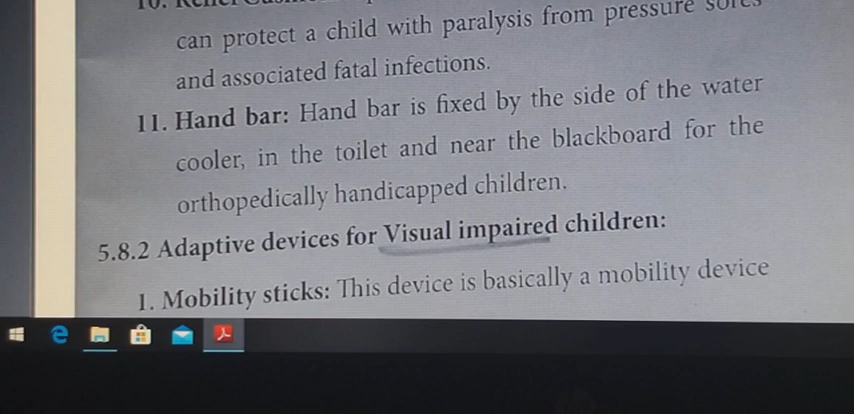 can protect a child with paralysis from pressure sores
and associated fatal infections.
11. Hand bar: Hand bar is fixed by the side of the water
cooler, in the toilet and near the blackboard for the
orthopedically handicapped children.
5.8.2 Adaptive devices for Visual impaired children:
1. Mobility sticks: This device is basically a mobility device